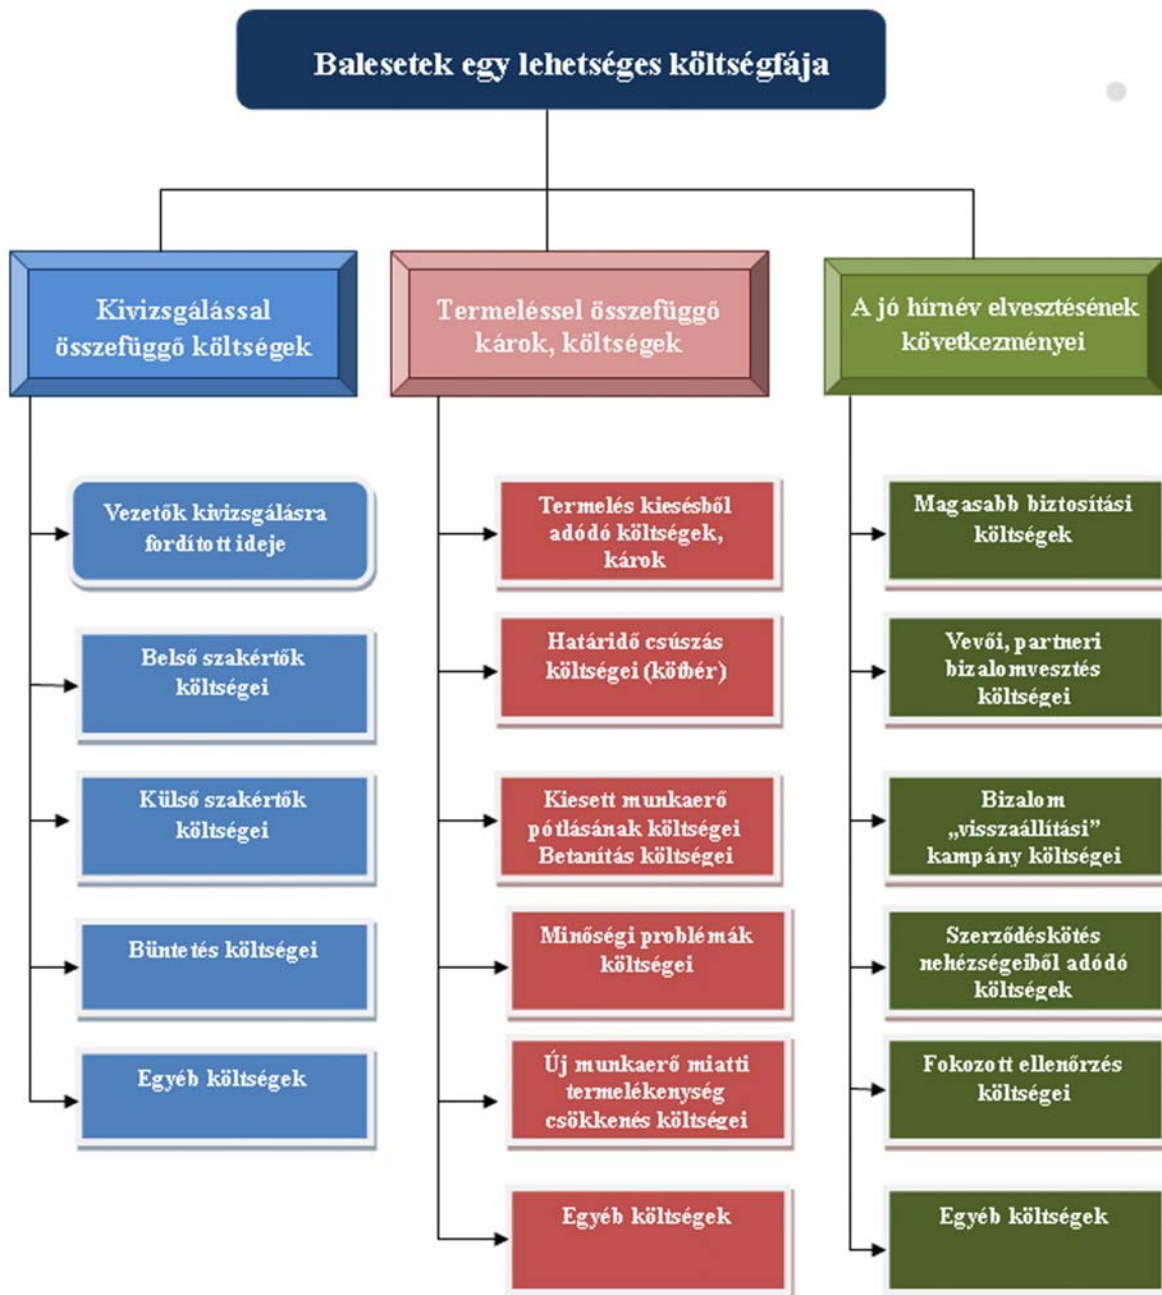 Balesetek egy lehetséges költségfája
Kivizsgálással
összefüggő költségek
Vezetők kivizsgálásra
fordított ideje
Belső szakértők
költségei
Külső szakértők
költségei
Büntetés költségei
Egyéb költségek
Termeléssel összefüggő
károk, költségek
Termelés kiesésből
adódó költségek,
károk
Határidő csúszás
költségei (kötbér)
Kiesett munkaerő
pótlásának költségei
Betanítás költségei
Minőségi problémák
költségei
Új munkaerő miatti
termelékenység
csökkenés költségei
Egyéb költségek
A jó hírnév elvesztésének
következményei
Magasabb biztosítási
költségek
Vevői, partneri
bizalomvesztés
költségei
Bizalom
„visszaállítási”
kampány költségei
Szerződéskötés
nehézségeiből adódó
költségek
Fokozott ellenőrzés
költségei
Egyéb költségek